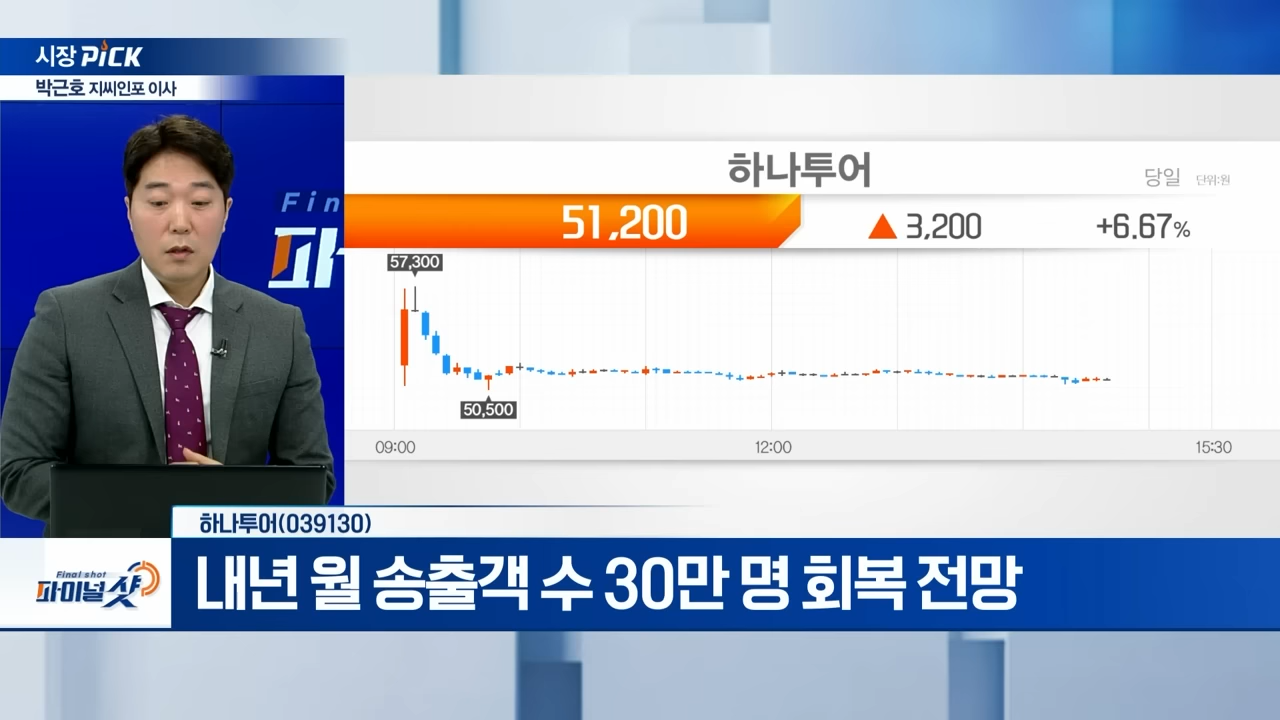 시장 PiCK
박근호 지씨인포 이사
Fin
파
하나투어
당일 단위:원
51,200 ▲ 3,200 +6.67%
57,300
50,500
09:00 12:00 15:30
하나투어(039130)
Final shot
파이널샷
내년 월 송출객 수 30만 명 회복 전망